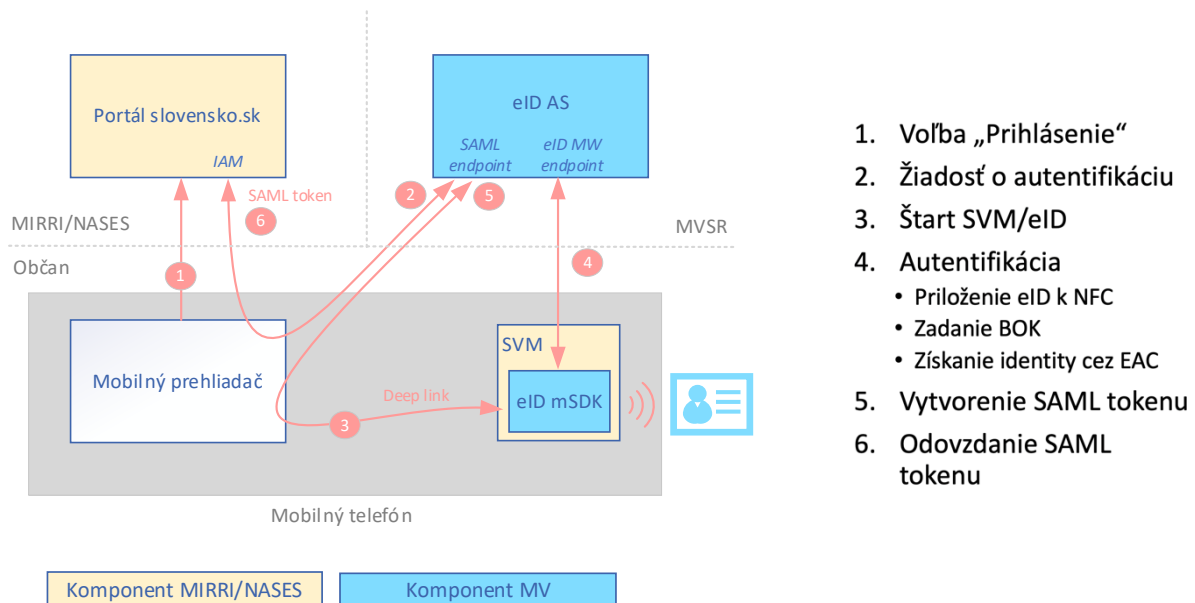 Portál slovensko.sk
IAM
eID AS
SAML
endpoint
eID MW
endpoint
SAML token
2
5
6
MIRRI/NASES
MVSR
Občan
1
4
Mobilný prehliadač
SVM
eID mSDK
Deep link
3
Mobilný telefón
Komponent MIRRI/NASES
Komponent MV
1. Voľba „Prihlásenie“
2. Žiadosť o autentifikáciu
3. Štart SVM/eID
4. Autentifikácia
• Priloženie eID k NFC
• Zadanie BOK
• Získanie identity cez EAC
5. Vytvorenie SAML tokenu
6. Odovzdanie SAML
tokenu